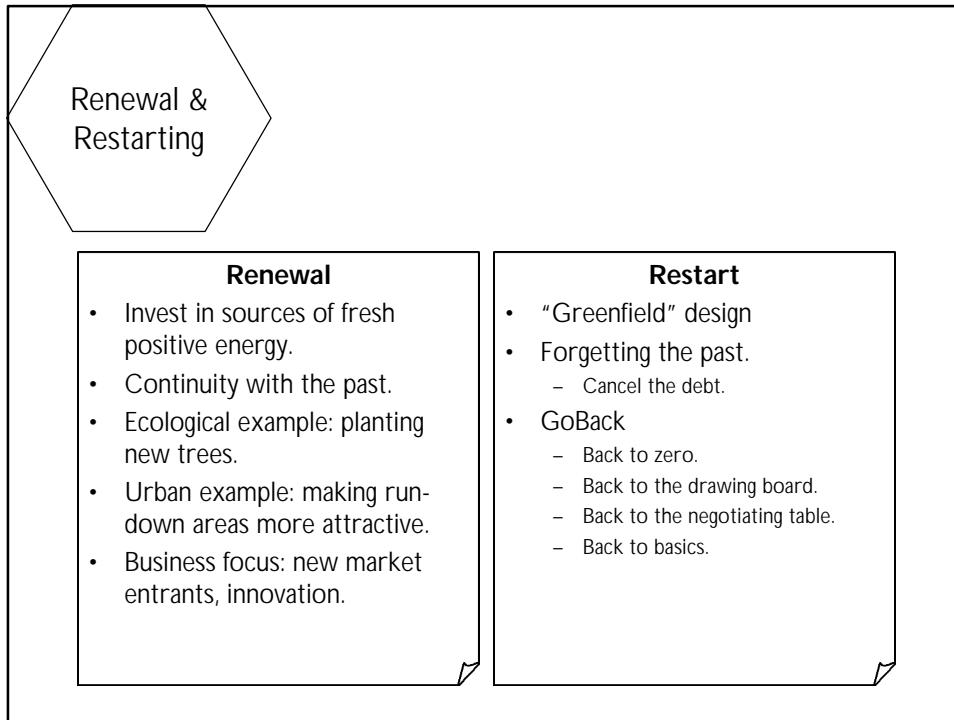 Renewal &
Restarting
Renewal
• Invest in sources of fresh
positive energy.
• Continuity with the past.
• Ecological example: planting
new trees.
• Urban example: making run-
down areas more attractive.
• Business focus: new market
entrants, innovation.
Restart
• “Greenfield” design
• Forgetting the past.
– Cancel the debt.
• GoBack
– Back to zero.
– Back to the drawing board.
– Back to the negotiating table.
– Back to basics.